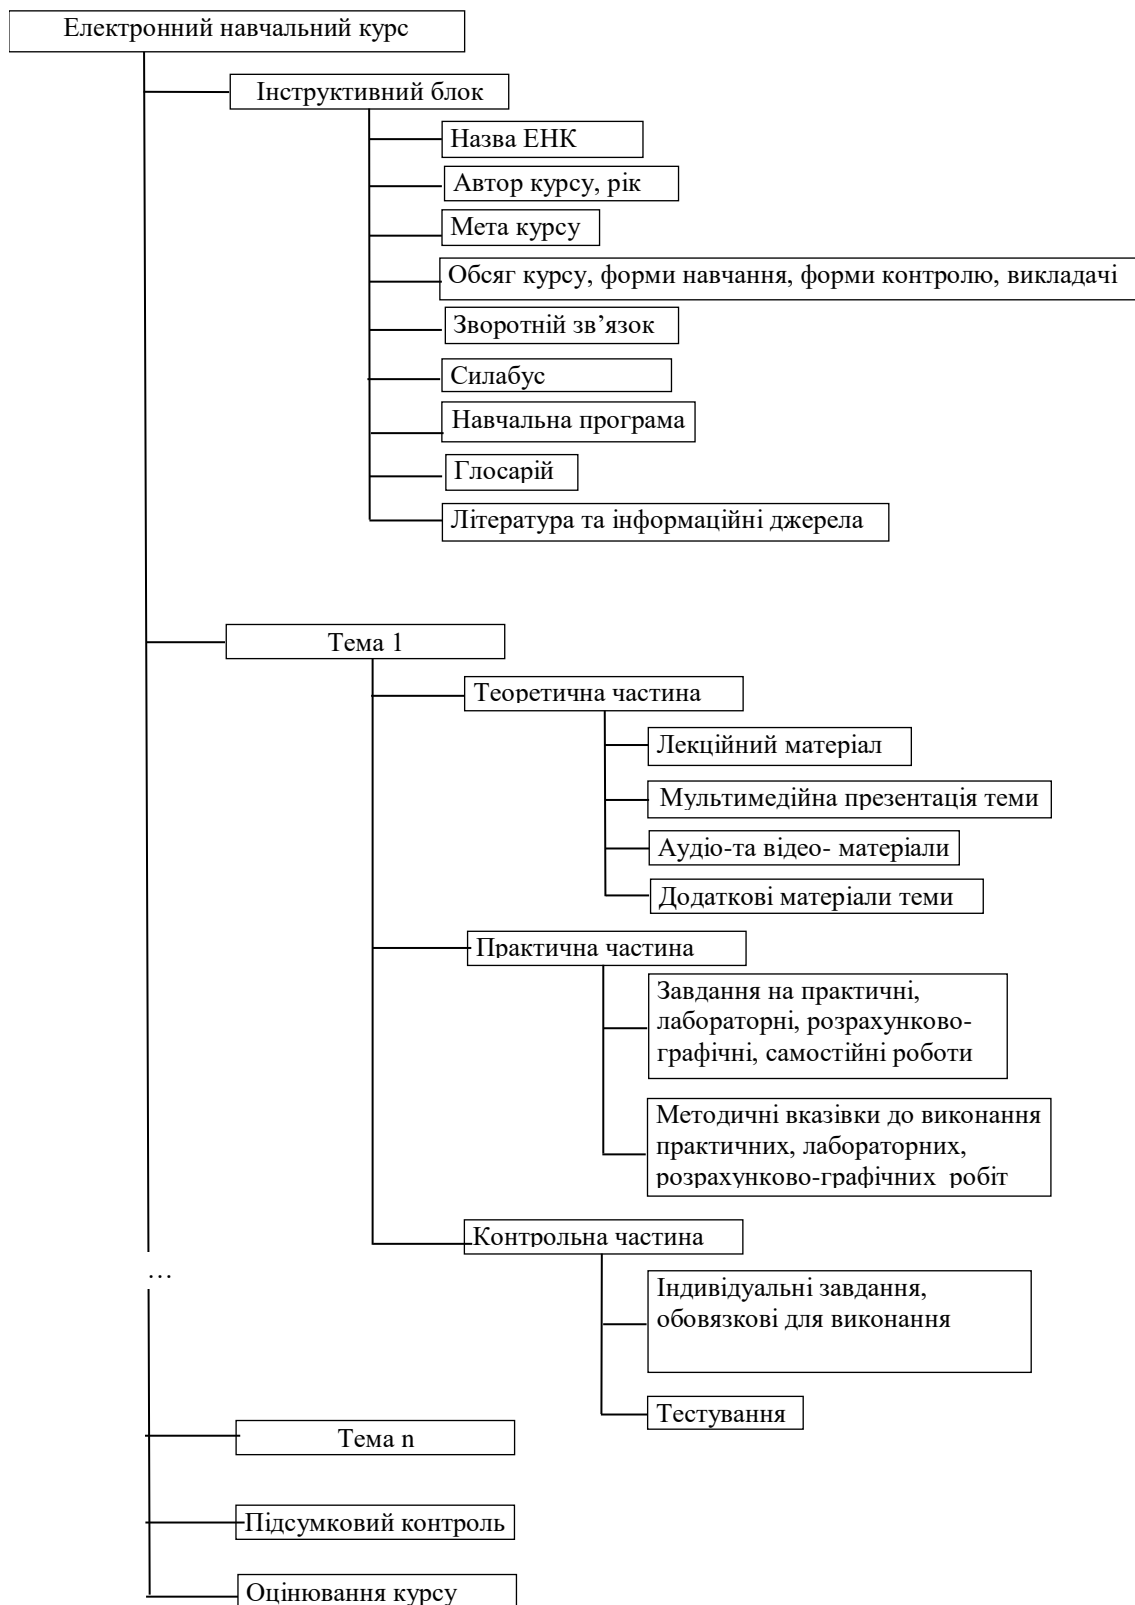 Електронний навчальний курс
Інструктивний блок
Назва ЕНК
Автор курсу, рік
Мета курсу
Обсяг курсу, форми навчання, форми контролю, викладачі
Зворотній зв’язок
Силабус
Навчальна програма
Глосарій
Література та інформаційні джерела
Тема 1
Теоретична частина
Лекційний матеріал
Мультимедійна презентація теми
Аудіо-та відео- матеріали
Додаткові матеріали теми
Практична частина
Завдання на практичні,
лабораторні, розрахунково-
графічні, самостійні роботи
Методичні вказівки до виконання
практичних, лабораторних,
розрахунково-графічних робіт
Контрольна частина
…
Індивідуальні завдання,
обовязкові для виконання
Тестування
Тема n
Підсумковий контроль
Оцінювання курсу